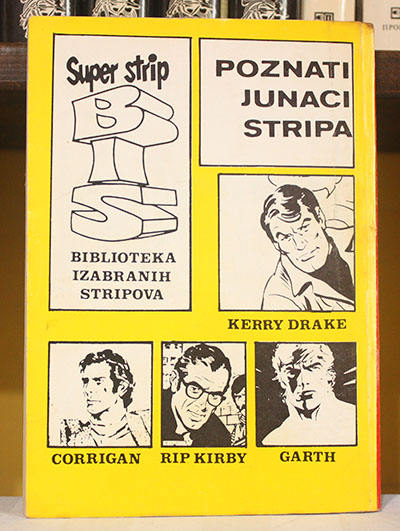 Super strip
BIS
BIBLIOTEKA
IZABRANIH
STRIPOVA
POZNATI
JUNACI
STRIPA
KERRY DRAKE
CORRIGAN
RIP KIRBY
GARTH